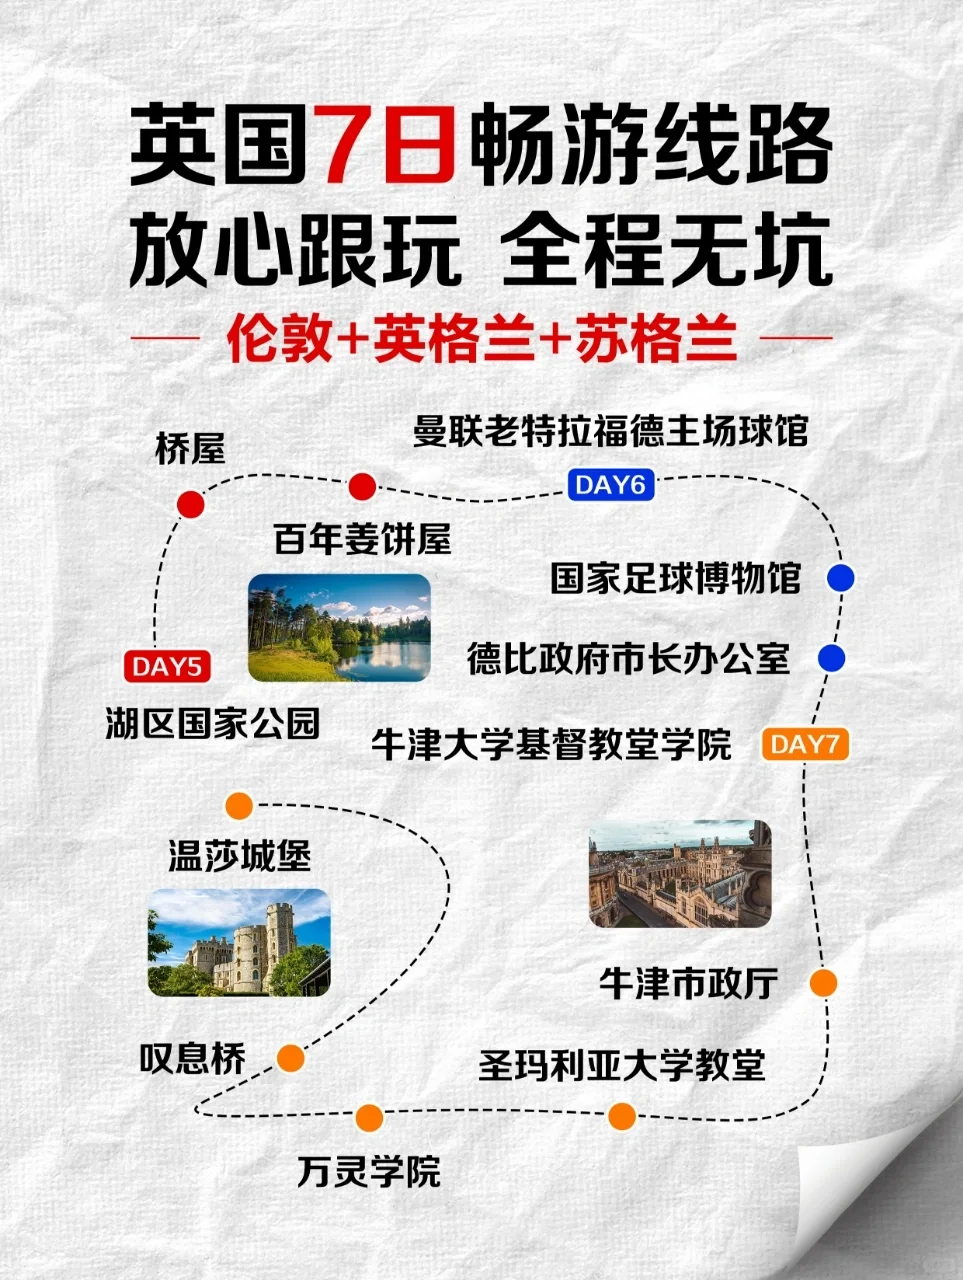 英国7日畅游线路
放心跟玩 全程无坑
伦敦+英格兰+苏格兰
曼联老特拉福德主场球馆
桥屋
DAY6
百年姜饼屋
国家足球博物馆
德比政府市长办公室
DAY5
湖区国家公园
牛津大学基督教堂学院
DAY7
温莎城堡
牛津市政厅
叹息桥
圣玛利亚大学教堂
万灵学院